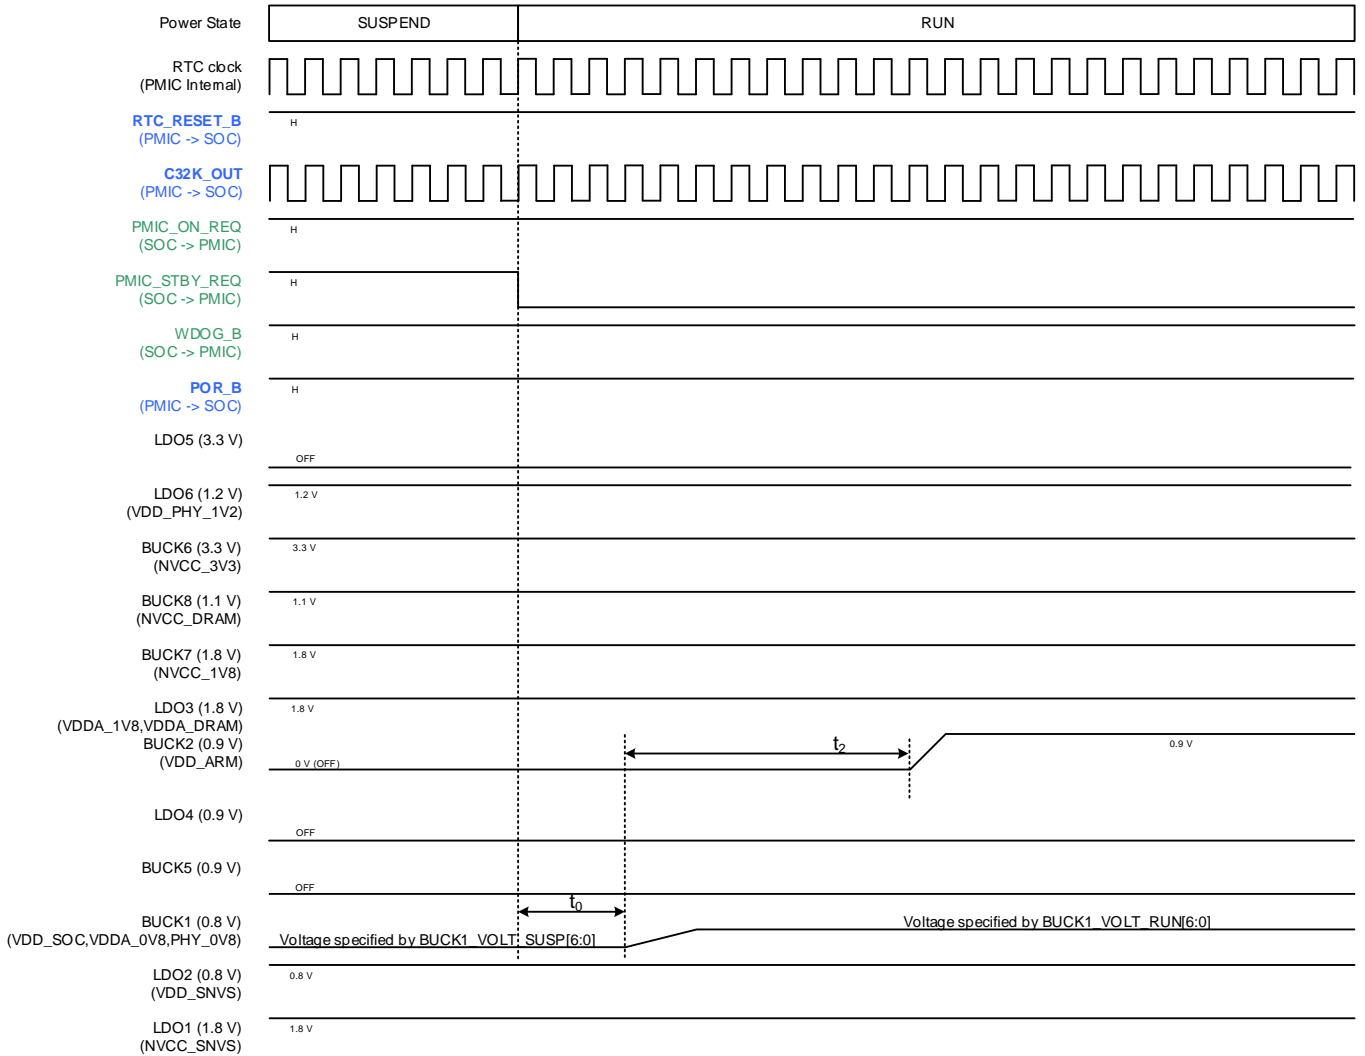 Power State SUSPEND RUN
RTC clock
(PMIC Internal)
RTC_RESET_B
(PMIC -> SOC)
H
C32K_OUT
(PMIC -> SOC)
PMIC_ON_REQ
(SOC -> PMIC)
H
PMIC_STBY_REQ
(SOC -> PMIC)
H
WDOG_B
(SOC -> PMIC)
H
POR_B
(PMIC -> SOC)
H
LDO5 (3.3 V)
OFF
LDO6 (1.2 V)
(VDD_PHY_1V2)
1.2 V
BUCK6 (3.3 V)
(NVCC_3V3)
3.3 V
BUCK8 (1.1 V)
(NVCC_DRAM)
1.1 V
BUCK7 (1.8 V)
(NVCC_1V8)
1.8 V
LDO3 (1.8 V)
(VDDA_1V8,VDDA_DRAM)
1.8 V
BUCK2 (0.9 V)
(VDD_ARM)
0 V (OFF)
t2
0.9 V
LDO4 (0.9 V)
OFF
BUCK5 (0.9 V)
OFF
t0
BUCK1 (0.8 V)
(VDD_SOC,VDDA_0V8,PHY_0V8)
Voltage specified by BUCK1_VOLT_SUSP[6:0]
Voltage specified by BUCK1_VOLT_RUN[6:0]
LDO2 (0.8 V)
(VDD_SNVS)
0.8 V
LDO1 (1.8 V)
(NVCC_SNVS)
1.8 V